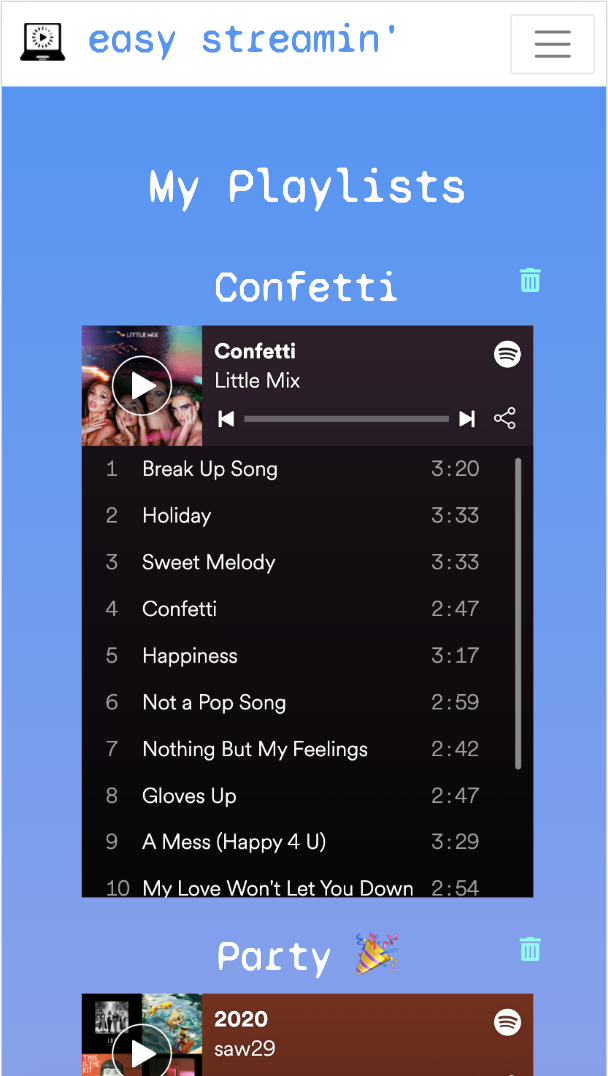 easy streamin'
My Playlists
Confetti
LITTLE MIX
Confetti
Little Mix
1 Break Up Song 3:20
2 Holiday 3:33
3 Sweet Melody 3:33
4 Confetti 2:47
5 Happiness 3:17
6 Not a Pop Song 2:59
7 Nothing But My Feelings 2:42
8 Gloves Up 2:47
9 A Mess (Happy 4 U) 3:29
10 My Love Won't Let You Down 2:54
Party 🎉
2020
saw29